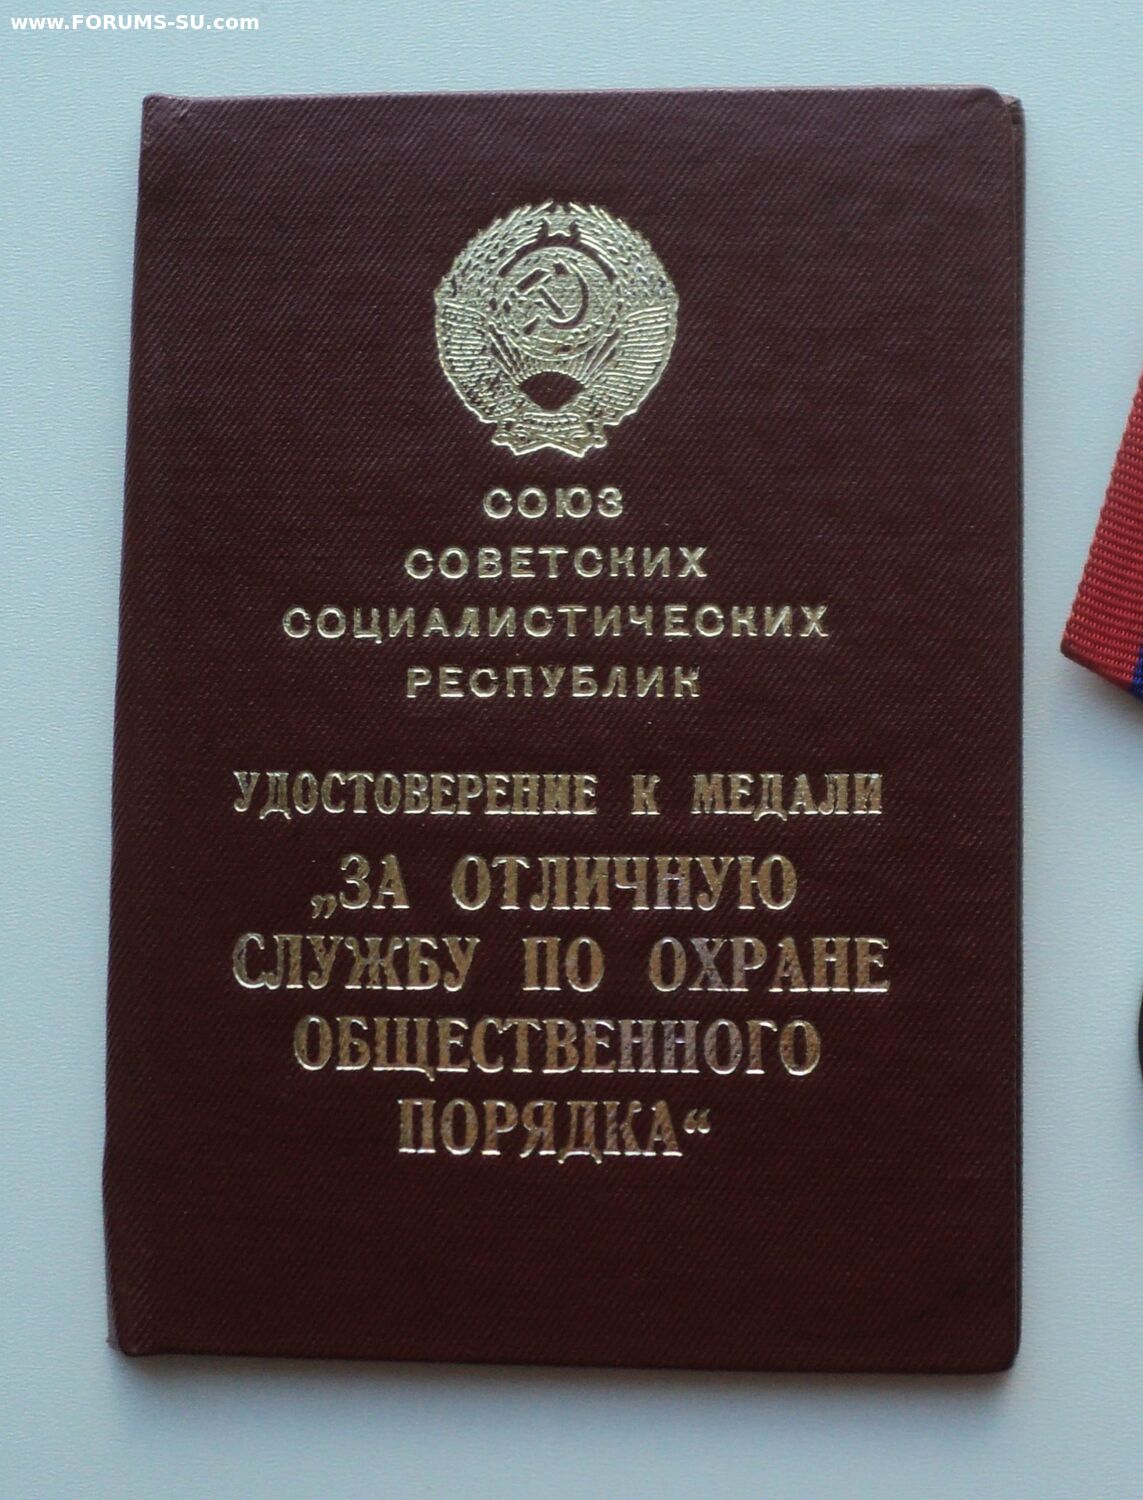 www.FORUMS-SU.com
СОЮЗ
СОВЕТСКИХ
СОЦИАЛИСТИЧЕСКИХ
РЕСПУБЛИК
УДОСТОВЕРЕНИЕ К МЕДАЛИ
„ЗА ОТЛИЧНУЮ
СЛУЖБУ ПО ОХРАНЕ
ОБЩЕСТВЕННОГО
ПОРЯДКА“